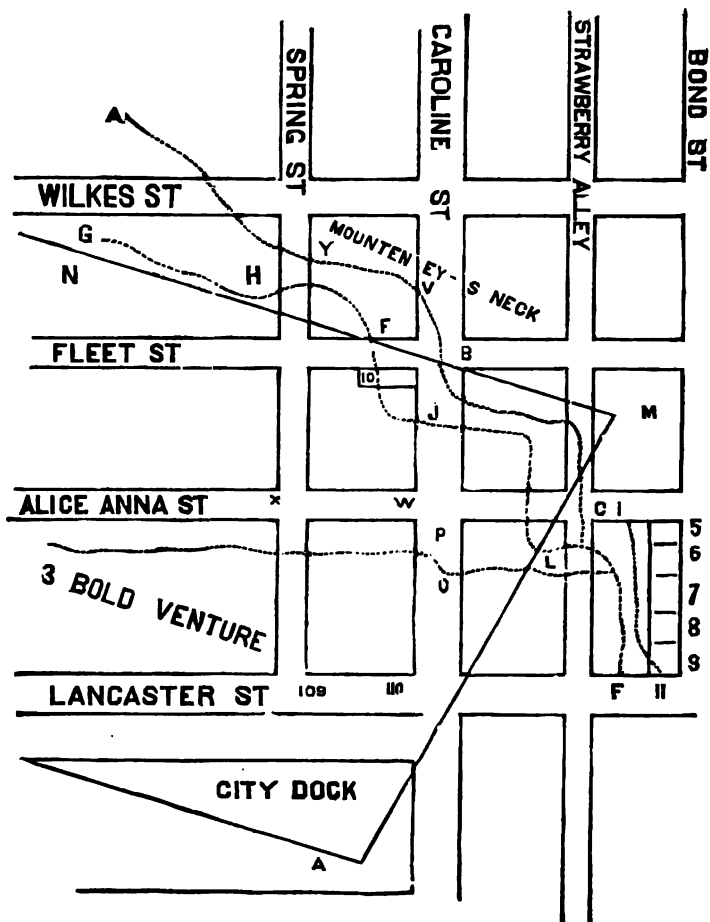 SPRING ST
CAROLINE ST
STRAWBERRY ALLEY
BOND ST
A.
WILKES ST
G
MOUNTEN EY-S NECK
Y
N
H
V
F
FLEET ST
B
10
J
M
ALICE ANNA ST
X
W
C I
5
P
6
L
3 BOLD VENTURE
7
8
9
LANCASTER ST
109
110
F
11
CITY DOCK
A